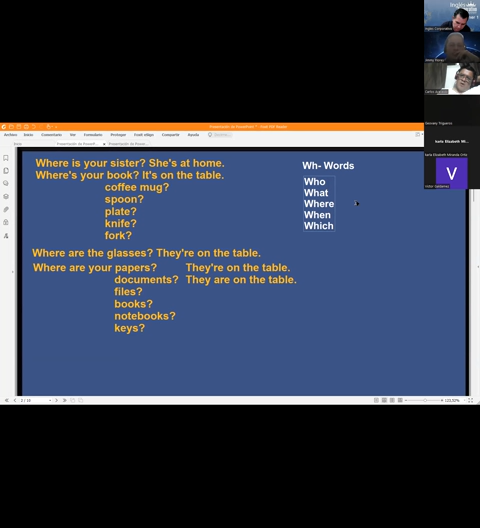 Inglés
Archivo Inicio Comentario Ver Formulario Proteger Foxit eSign Compartir Ayuda
Where is your sister? She's at home.
Where's your book? It's on the table.
coffee mug?
spoon?
plate?
knife?
fork?
Where are the glasses? They're on the table.
Where are your papers? They're on the table.
documents? They are on the table.
files?
books?
notebooks?
keys?
Wh- Words
Who
What
Where
When
Which
V